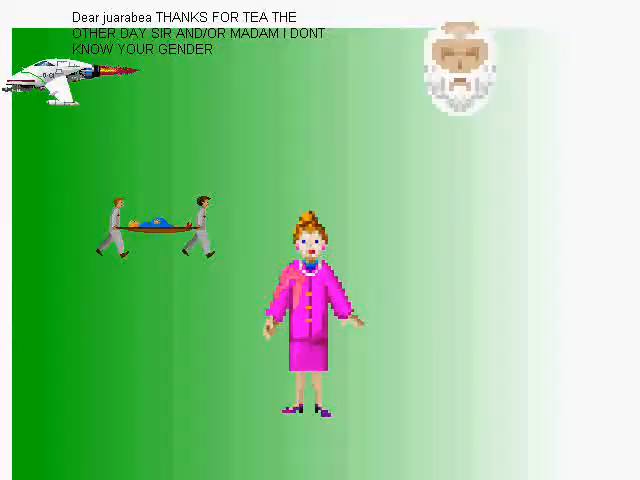 Dear juarabea THANKS FOR TEA THE
OTHER DAY SIR AND/OR MADAM I DONT
KNOW YOUR GENDER